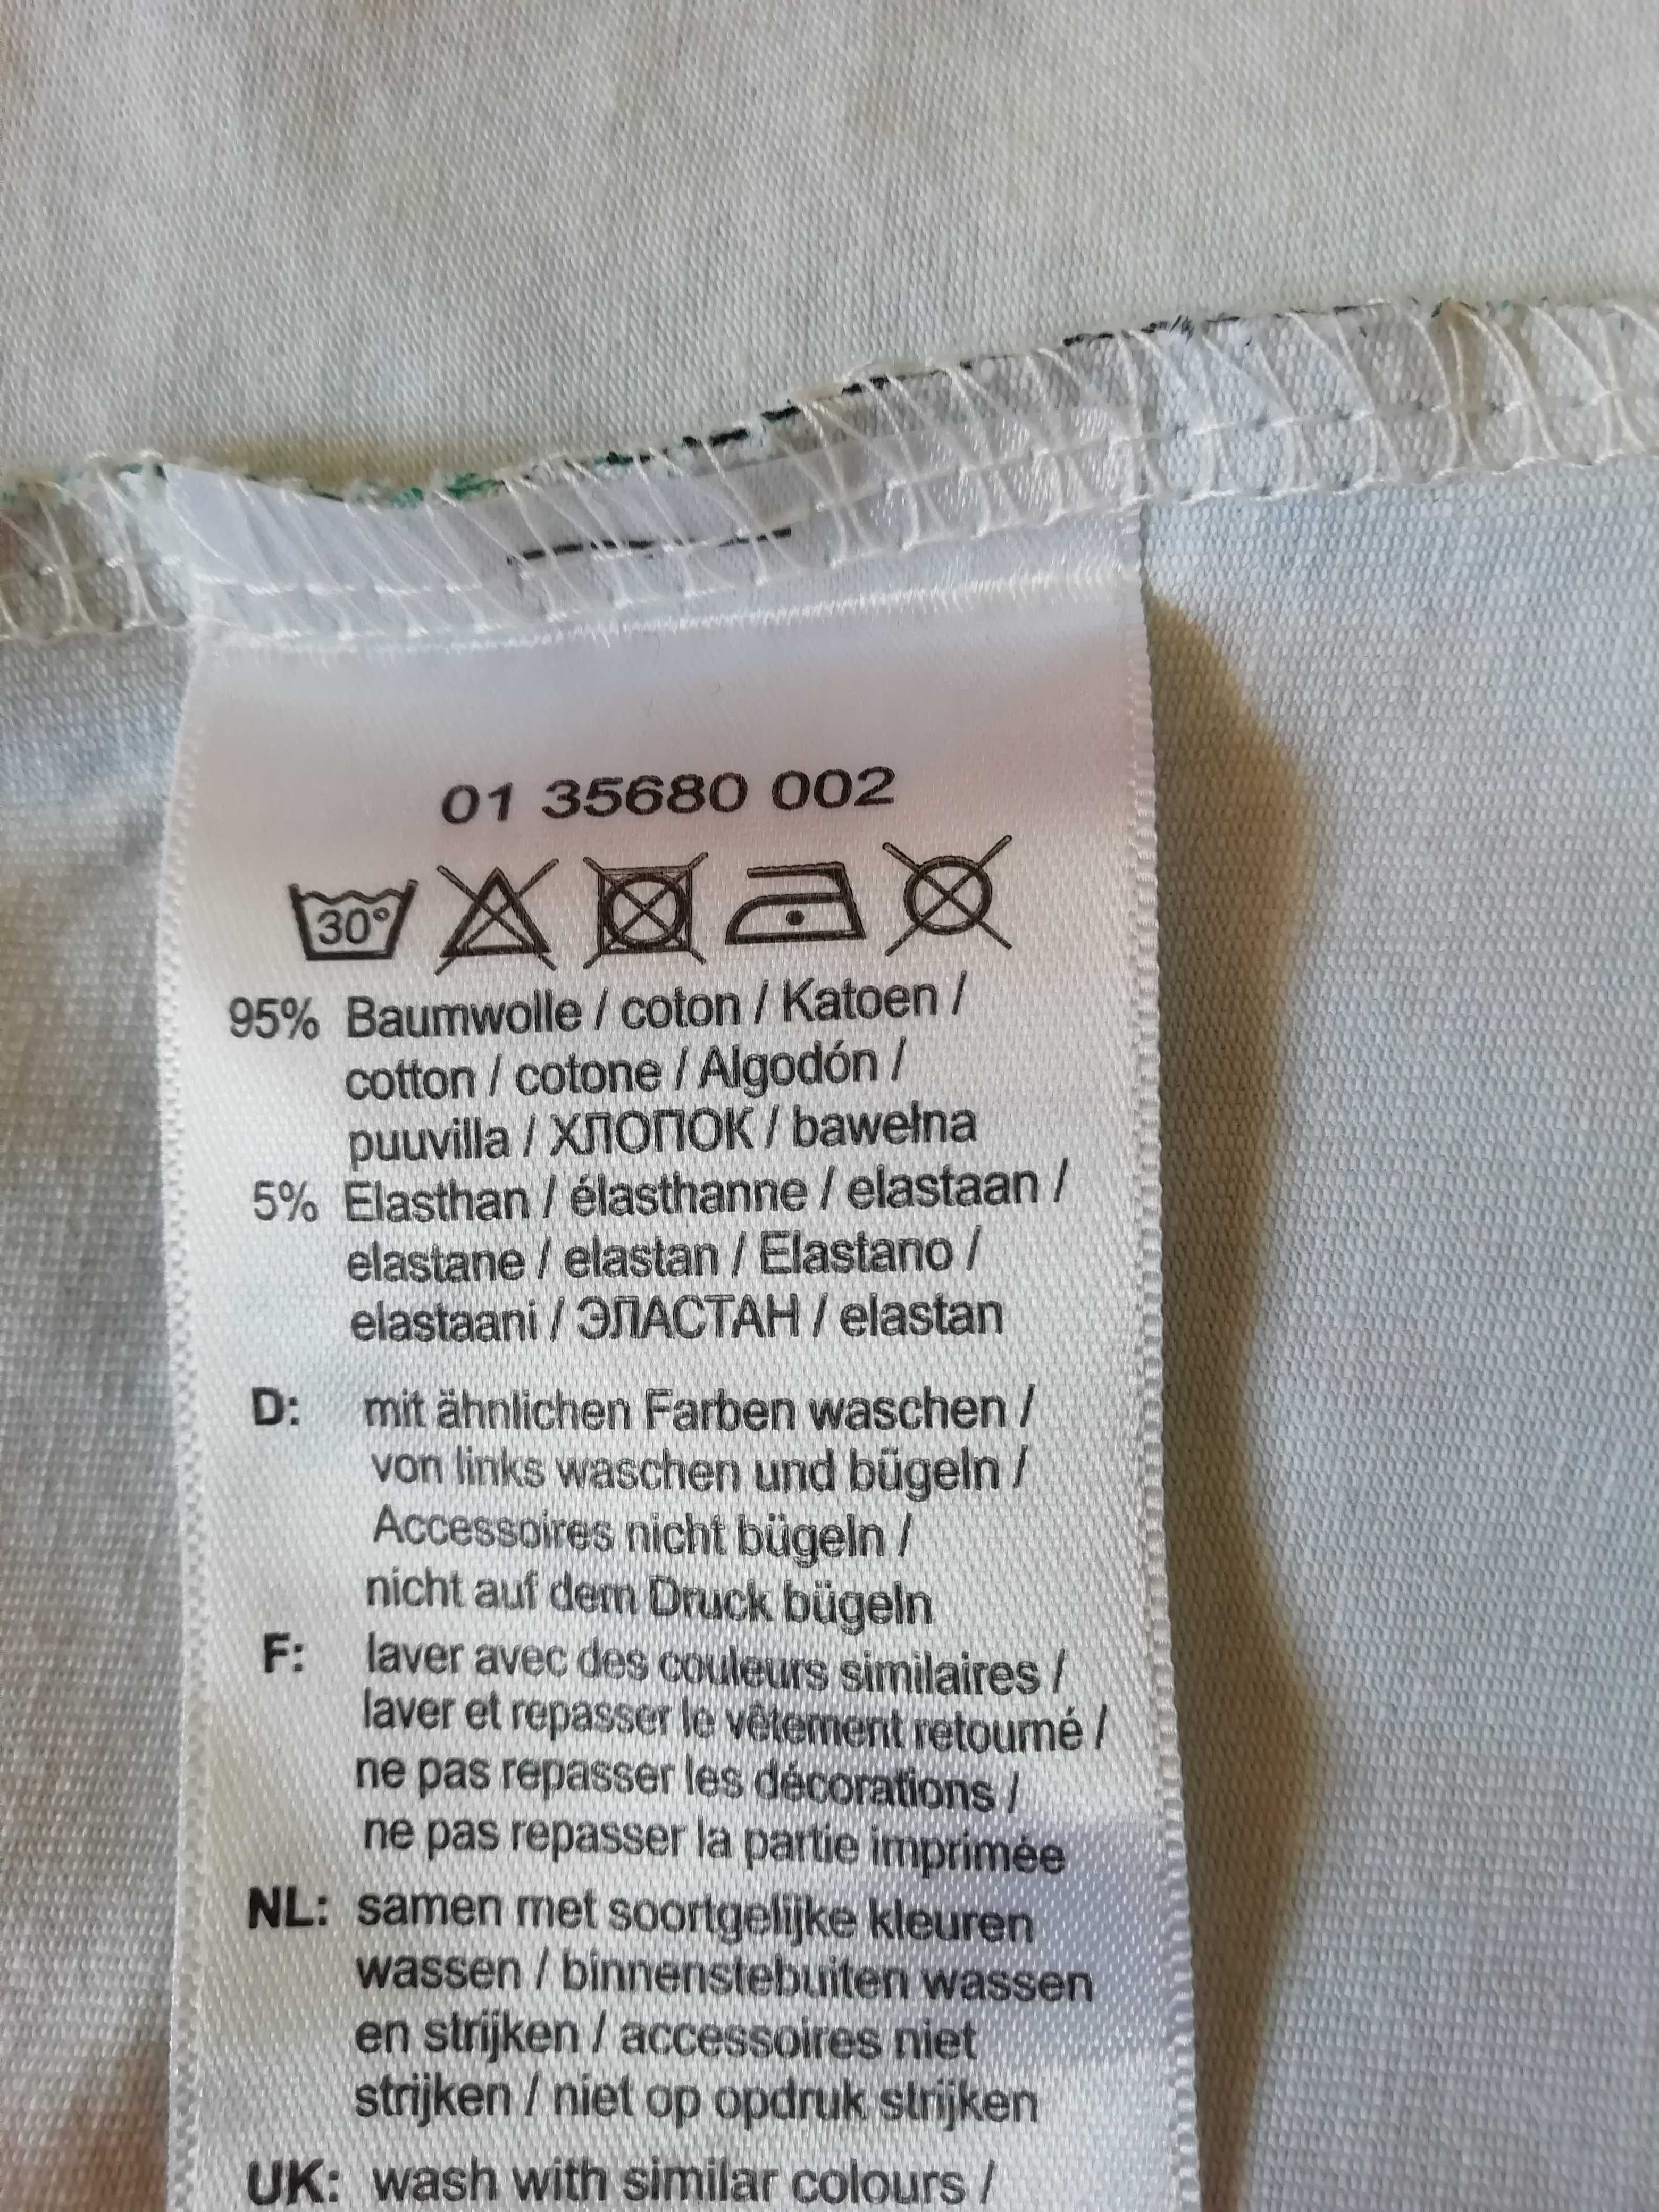 01 35680 002
30°
95% Baumwolle / coton / Katoen /
cotton / cotone / Algodón /
puuvilla / ХЛОПОК / bawełna
5% Elasthan / élasthanne / elastaan /
elastane / elastan / Elastano /
elastaani / ЭЛАСТАН / elastan
D: mit ähnlichen Farben waschen /
von links waschen und bügeln /
Accessoires nicht bügeln /
nicht auf dem Druck bügeln
F: laver avec des couleurs similaires /
laver et repasser le vêtement retourné /
ne pas repasser les décorations /
ne pas repasser la partie imprimée
NL: samen met soortgelijke kleuren
wassen / binnenstebuiten wassen
en strijken / accessoires niet
strijken / niet op opdruk strijken
UK: wash with similar colours /